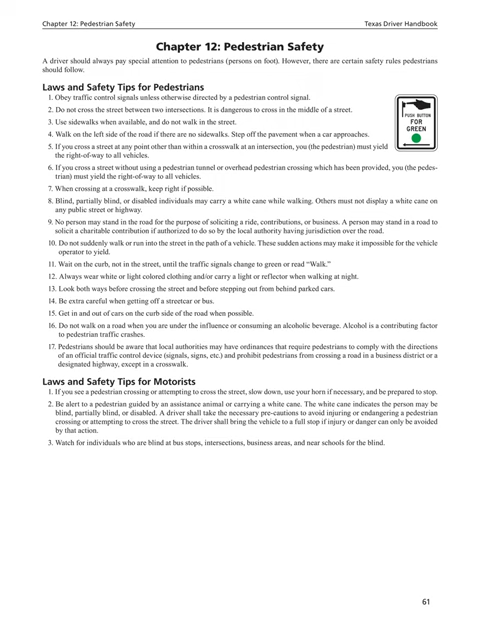 Chapter 12: Pedestrian Safety Texas Driver Handbook
Chapter 12: Pedestrian Safety
A driver should always pay special attention to pedestrians (persons on foot). However, there are certain safety rules pedestrians
should follow.
Laws and Safety Tips for Pedestrians
1. Obey traffic control signals unless otherwise directed by a pedestrian control signal.
2. Do not cross the street between two intersections. It is dangerous to cross in the middle of a street.
3. Use sidewalks when available, and do not walk in the street.
4. Walk on the left side of the road if there are no sidewalks. Step off the pavement when a car approaches.
5. If you cross a street at any point other than within a crosswalk at an intersection, you (the pedestrian) must yield
the right-of-way to all vehicles.
PUSH BUTTON
FOR
GREEN
6. If you cross a street without using a pedestrian tunnel or overhead pedestrian crossing which has been provided, you (the pedes-
trian) must yield the right-of-way to all vehicles.
7. When crossing at a crosswalk, keep right if possible.
8. Blind, partially blind, or disabled individuals may carry a white cane while walking. Others must not display a white cane on
any public street or highway.
9. No person may stand in the road for the purpose of soliciting a ride, contributions, or business. A person may stand in a road to
solicit a charitable contribution if authorized to do so by the local authority having jurisdiction over the road.
10. Do not suddenly walk or run into the street in the path of a vehicle. These sudden actions may make it impossible for the vehicle
operator to yield.
11. Wait on the curb, not in the street, until the traffic signals change to green or read “Walk.”
12. Always wear white or light colored clothing and/or carry a light or reflector when walking at night.
13. Look both ways before crossing the street and before stepping out from behind parked cars.
14. Be extra careful when getting off a streetcar or bus.
15. Get in and out of cars on the curb side of the road when possible.
16. Do not walk on a road when you are under the influence or consuming an alcoholic beverage. Alcohol is a contributing factor
to pedestrian traffic crashes.
17. Pedestrians should be aware that local authorities may have ordinances that require pedestrians to comply with the directions
of an official traffic control device (signals, signs, etc.) and prohibit pedestrians from crossing a road in a business district or a
designated highway, except in a crosswalk.
Laws and Safety Tips for Motorists
1. If you see a pedestrian crossing or attempting to cross the street, slow down, use your horn if necessary, and be prepared to stop.
2. Be alert to a pedestrian guided by an assistance animal or carrying a white cane. The white cane indicates the person may be
blind, partially blind, or disabled. A driver shall take the necessary pre-cautions to avoid injuring or endangering a pedestrian
crossing or attempting to cross the street. The driver shall bring the vehicle to a full stop if injury or danger can only be avoided
by that action.
3. Watch for individuals who are blind at bus stops, intersections, business areas, and near schools for the blind.
61